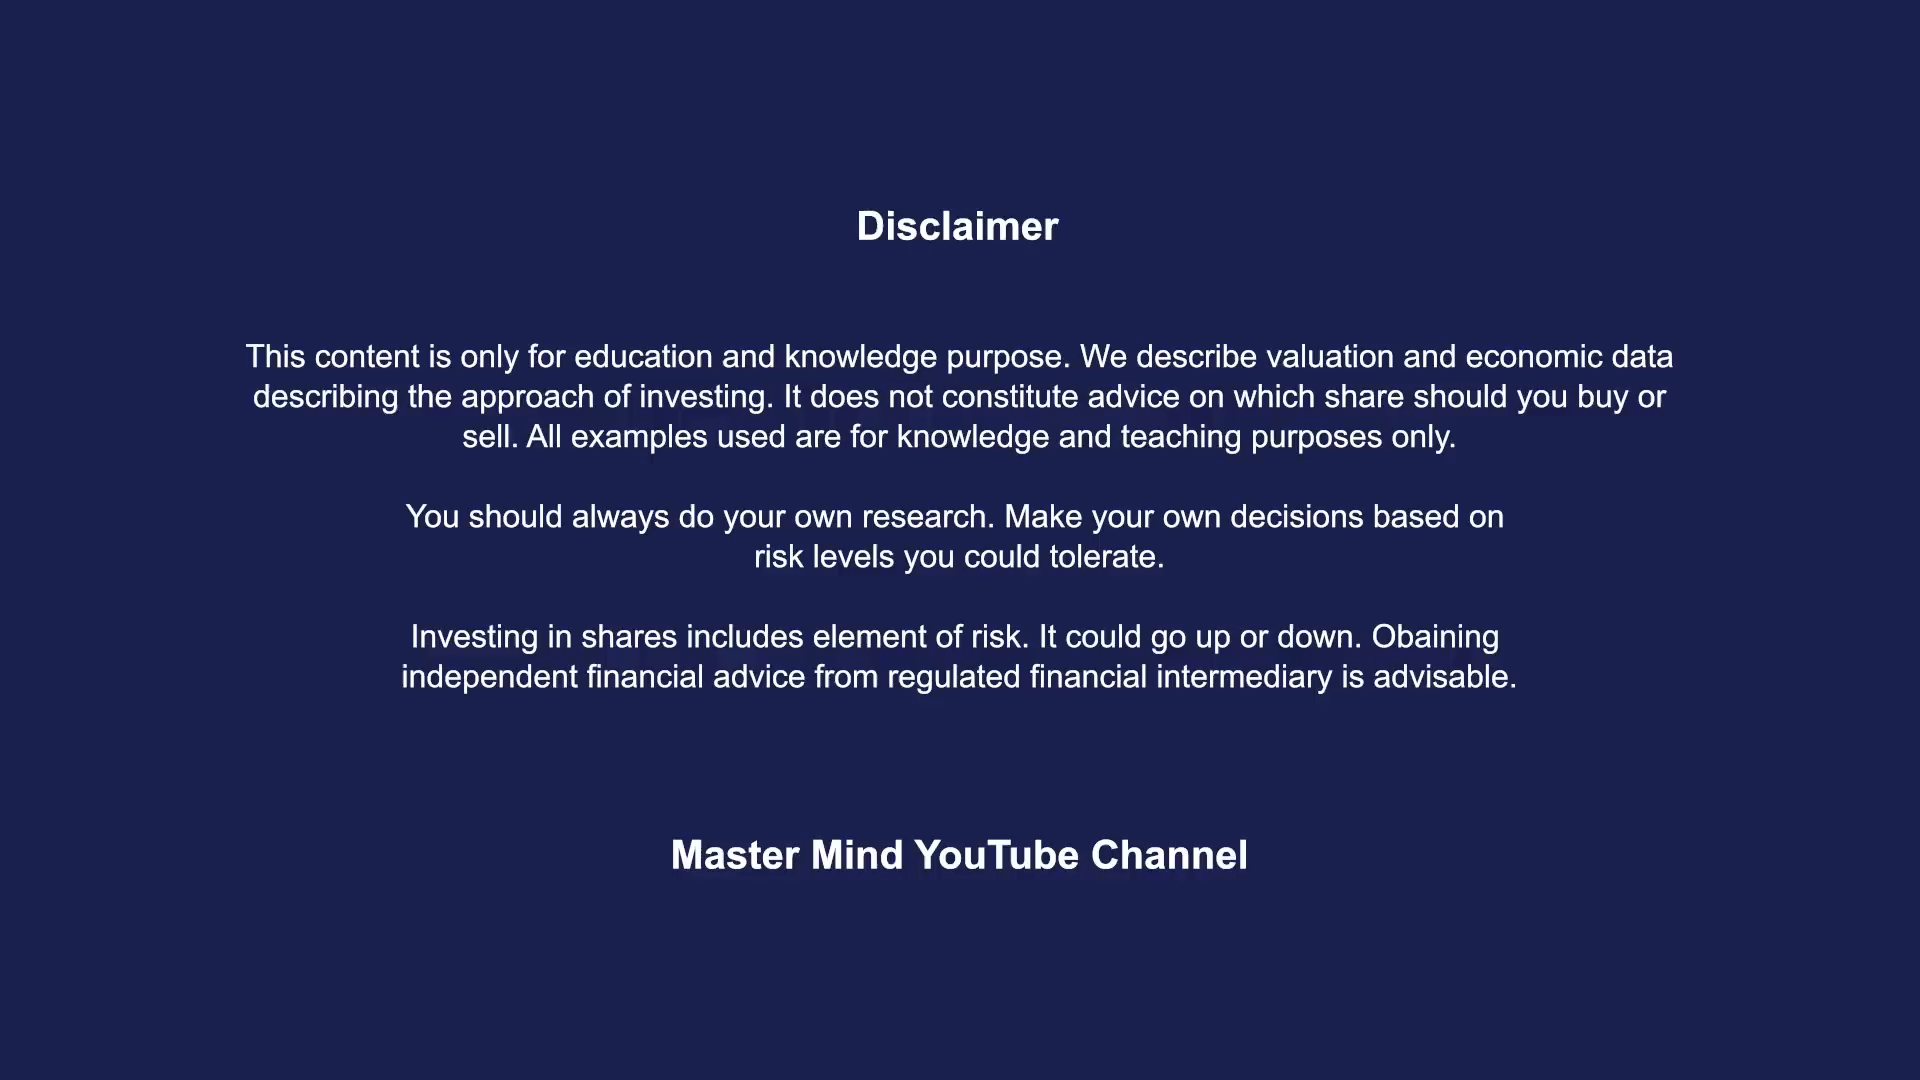 Disclaimer
This content is only for education and knowledge purpose. We describe valuation and economic data
describing the approach of investing. It does not constitute advice on which share should you buy or
sell. All examples used are for knowledge and teaching purposes only.
You should always do your own research. Make your own decisions based on
risk levels you could tolerate.
Investing in shares includes element of risk. It could go up or down. Obaining
independent financial advice from regulated financial intermediary is advisable.
Master Mind YouTube Channel